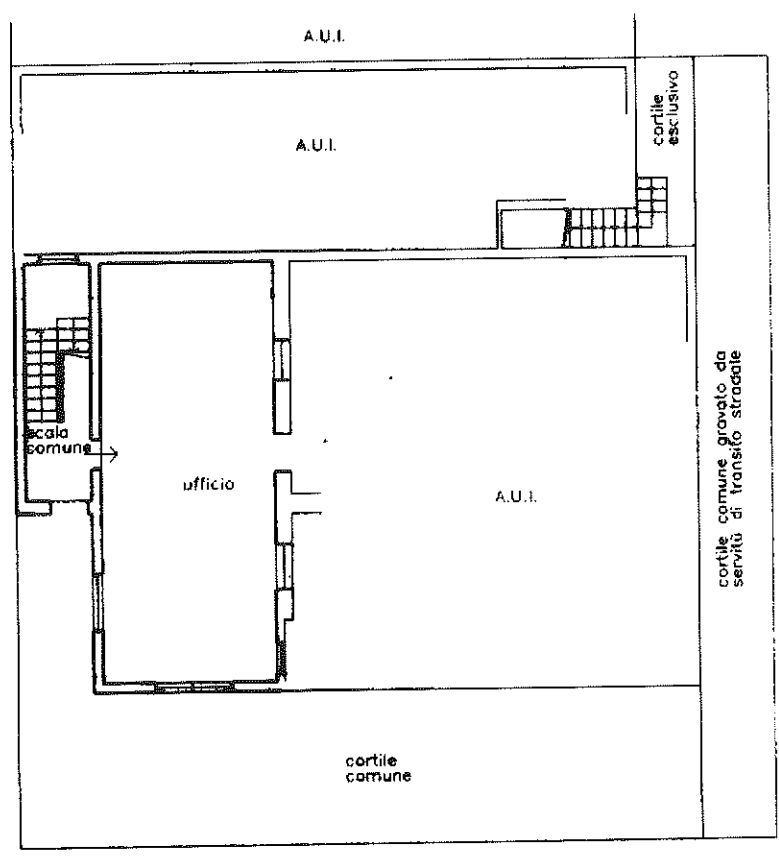 A.U.I.
cortile
esclusivo
A.U.I.
scala
comune
ufficio
A.U.I.
cortile comune gravato da
servitù di transito stradale
cortile
comune